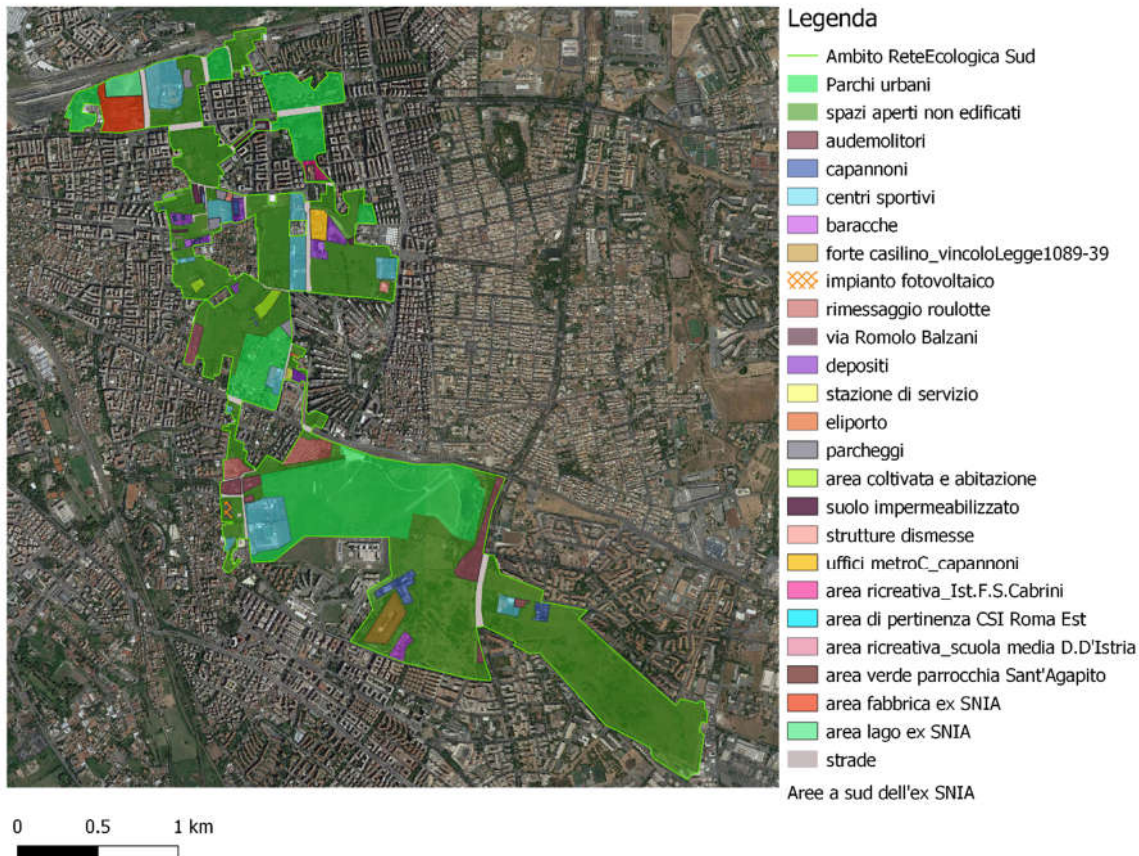 Legenda
Ambito ReteEcologica Sud
Parchi urbani
spazi aperti non edificati
audemolitori
capannoni
centri sportivi
baracche
forte casilino_vincoloLegge1089-39
impianto fotovoltaico
rimessaggio roulotte
via Romolo Balzani
depositi
stazione di servizio
eliporto
parcheggi
area coltivata e abitazione
suolo impermeabilizzato
strutture dismesse
uffici metroC_capannoni
area ricreativa_Ist.F.S.Cabrini
area di pertinenza CSI Roma Est
area ricreativa_scuola media D.D'Istria
area verde parrocchia Sant'Agapito
area fabbrica ex SNIA
area lago ex SNIA
strade
Aree a sud dell'ex SNIA
0 0.5 1 km